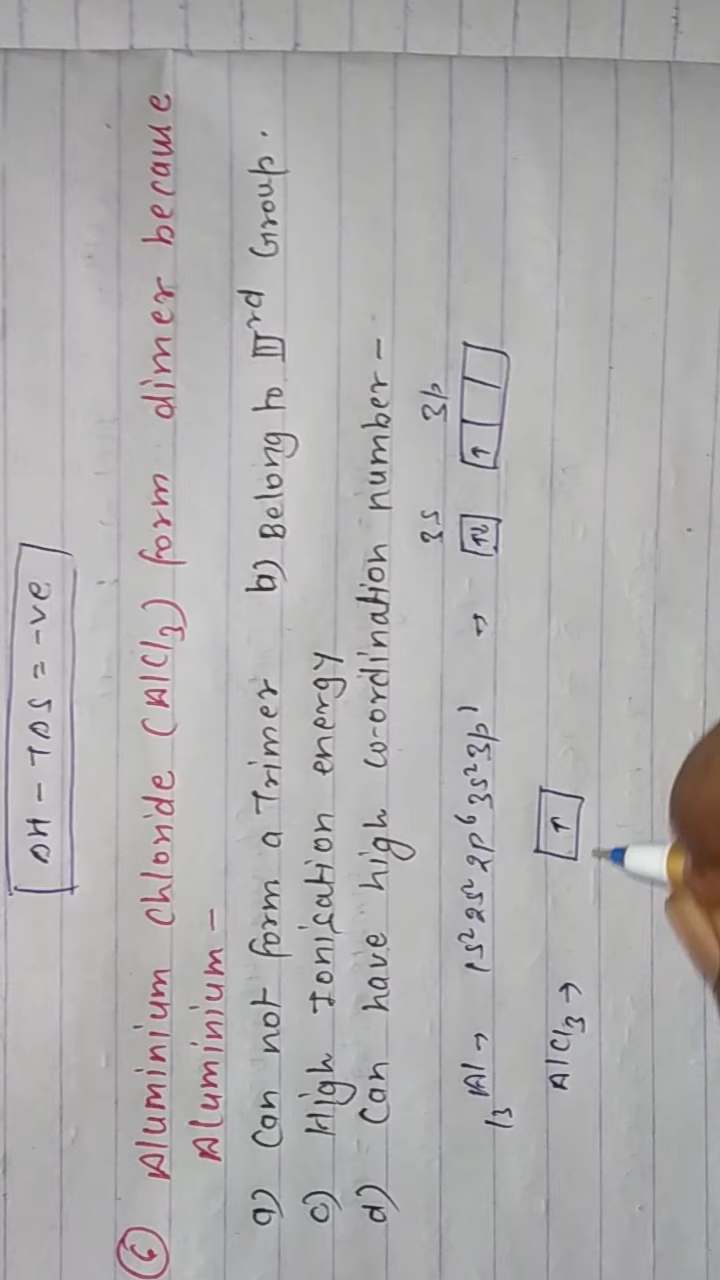 ΔH - TΔS = -ve
6 Aluminium Chloride (AlCl₃) form dimer because
Aluminium -
a) Can not form a Trimer b) Belong to IIIrd Group.
c) High Ionisation energy
d) Can have high co-ordination number -
3s 3p
₁₃Al → 1s² 2s² 2p⁶ 3s² 3p¹ → ↑↓ ↑
AlCl₃ → ↑